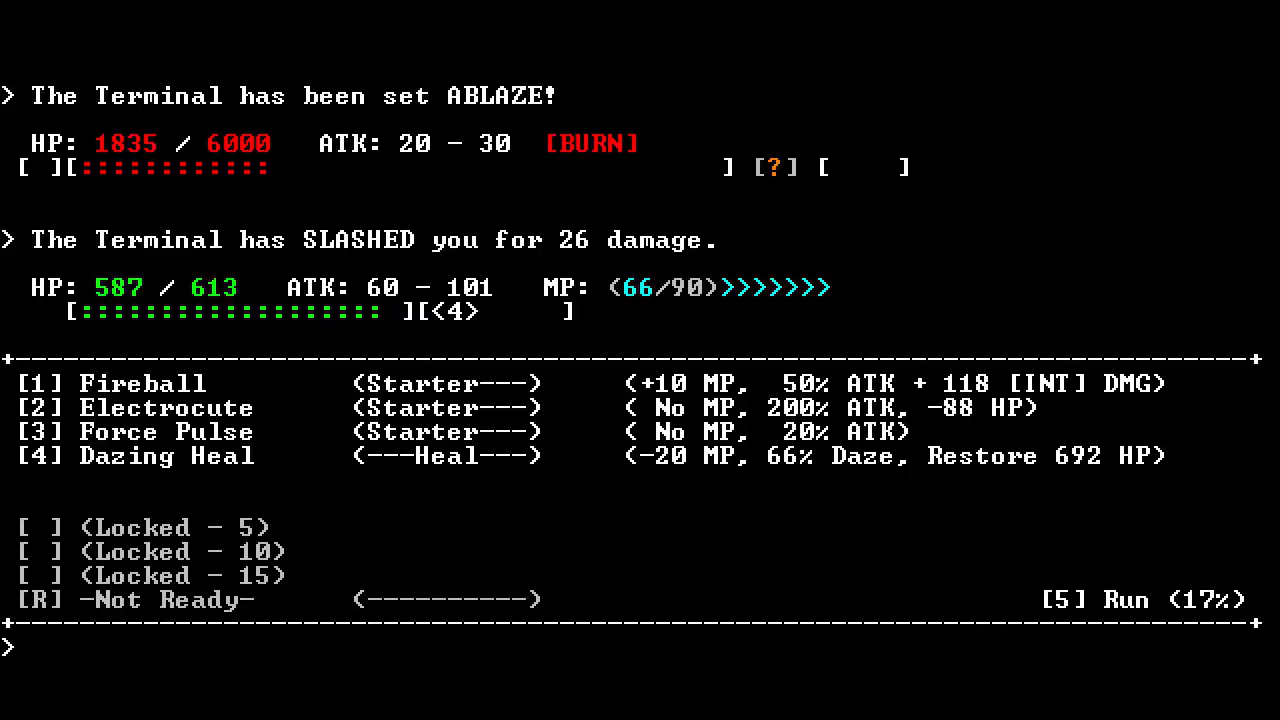 > The Terminal has been set ABLAZE!
HP: 1835 / 6000   ATK: 20 - 30  [BURN]
[ ][::::::::::::                            ] [?] [    ]
> The Terminal has SLASHED you for 26 damage.
HP: 587 / 613   ATK: 60 - 101   MP: (66/90)>>>>>>>
[::::::::::::::::::: ][<4>     ]
+-----------------------------------------------------------------------------+
[1] Fireball         (Starter---)     (+10 MP,  50% ATK + 118 [INT] DMG)
[2] Electrocute      (Starter---)     ( No MP, 200% ATK, -88 HP)
[3] Force Pulse      (Starter---)     ( No MP,  20% ATK)
[4] Dazing Heal      (---Heal---)     (-20 MP, 66% Daze, Restore 692 HP)
[ ] (Locked - 5)
[ ] (Locked - 10)
[ ] (Locked - 15)
[R] -Not Ready-      (----------)                               [5] Run (17%)
+-----------------------------------------------------------------------------+
>